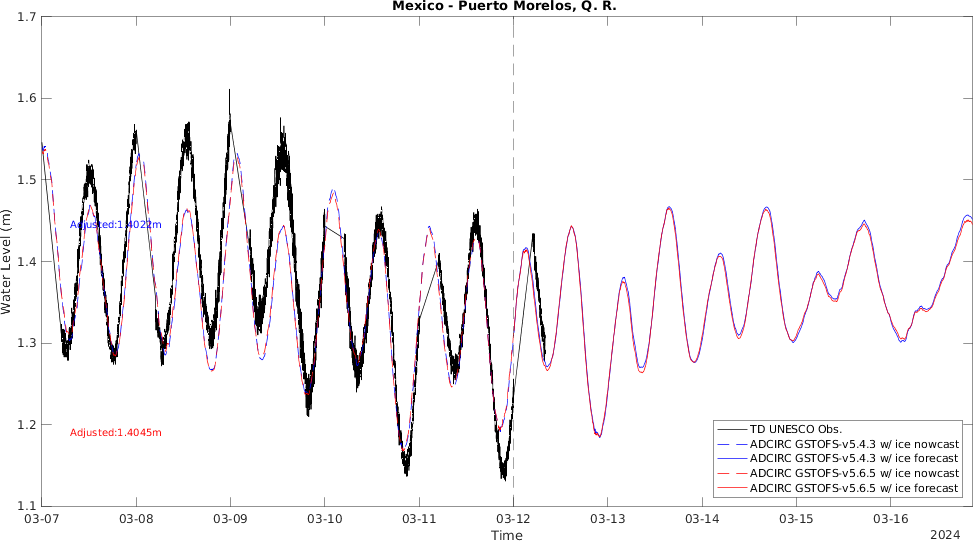 Mexico - Puerto Morelos, Q. R.
Water Level (m)
1.7
1.6
1.5
1.4
1.3
1.2
1.1
Adjusted:1.4022m
Adjusted:1.4045m
TD UNESCO Obs.
ADCIRC GSTOFS-v5.4.3 w/ ice nowcast
ADCIRC GSTOFS-v5.4.3 w/ ice forecast
ADCIRC GSTOFS-v5.6.5 w/ ice nowcast
ADCIRC GSTOFS-v5.6.5 w/ ice forecast
03-07 03-08 03-09 03-10 03-11 03-12 03-13 03-14 03-15 03-16
Time
2024